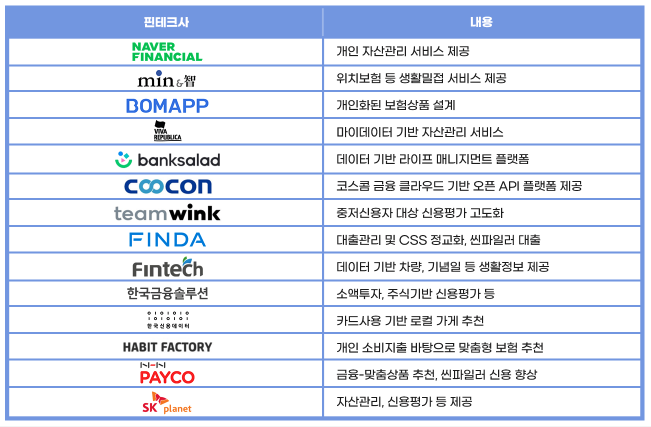 핀테크사 내용
NAVER
FINANCIAL 개인 자산관리 서비스 제공
min&智 위치보험 등 생활밀접 서비스 제공
BOMAPP 개인화된 보험상품 설계
VIVA
REPUBLICA 마이데이터 기반 자산관리 서비스
banksalad 데이터 기반 라이프 매니지먼트 플랫폼
coocon 코스콤 금융 클라우드 기반 오픈 API 플랫폼 제공
teamwink 중저신용자 대상 신용평가 고도화
FINDA 대출관리 및 CSS 정교화, 씬파일러 대출
Fintech 데이터 기반 차량, 기념일 등 생활정보 제공
한국금융솔루션 소액투자, 주식기반 신용평가 등
0101010
1010101
한국신용데이터 카드사용 기반 로컬 가게 추천
HABIT FACTORY 개인 소비지출 바탕으로 맞춤형 보험 추천
NHN
PAYCO 금융-맞춤상품 추천, 씬파일러 신용 향상
SK planet 자산관리, 신용평가 등 제공